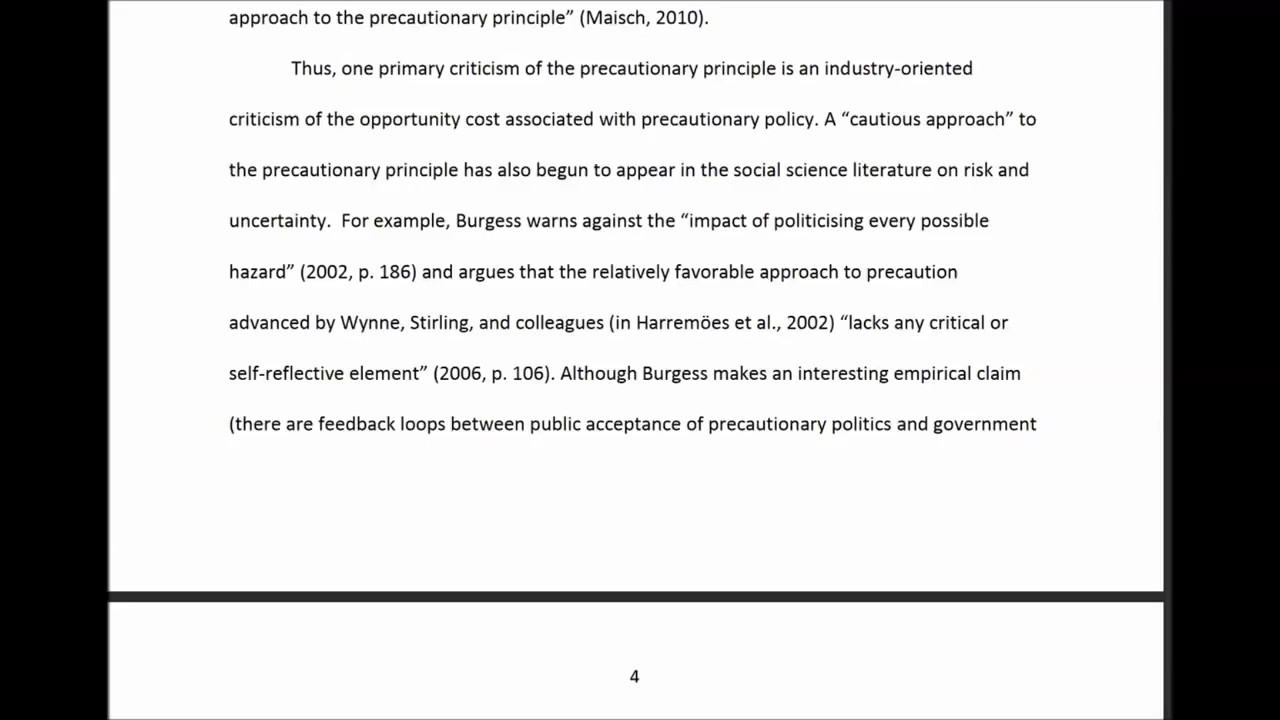 approach to the precautionary principle” (Maisch, 2010).
Thus, one primary criticism of the precautionary principle is an industry-oriented
criticism of the opportunity cost associated with precautionary policy. A “cautious approach” to
the precautionary principle has also begun to appear in the social science literature on risk and
uncertainty.  For example, Burgess warns against the “impact of politicising every possible
hazard” (2002, p. 186) and argues that the relatively favorable approach to precaution
advanced by Wynne, Stirling, and colleagues (in Harremöes et al., 2002) “lacks any critical or
self-reflective element” (2006, p. 106). Although Burgess makes an interesting empirical claim
(there are feedback loops between public acceptance of precautionary politics and government
4